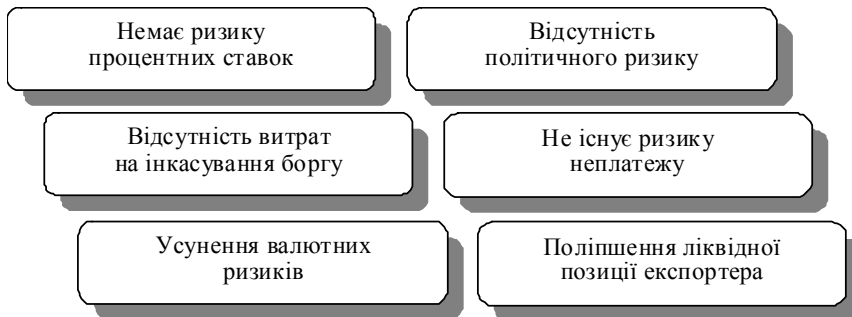 Немає ризику
процентних ставок
Відсутність
політичного ризику
Відсутність витрат
на інкасування боргу
Не існує ризику
неплатежу
Усунення валютних
ризиків
Поліпшення ліквідної
позиції експортера